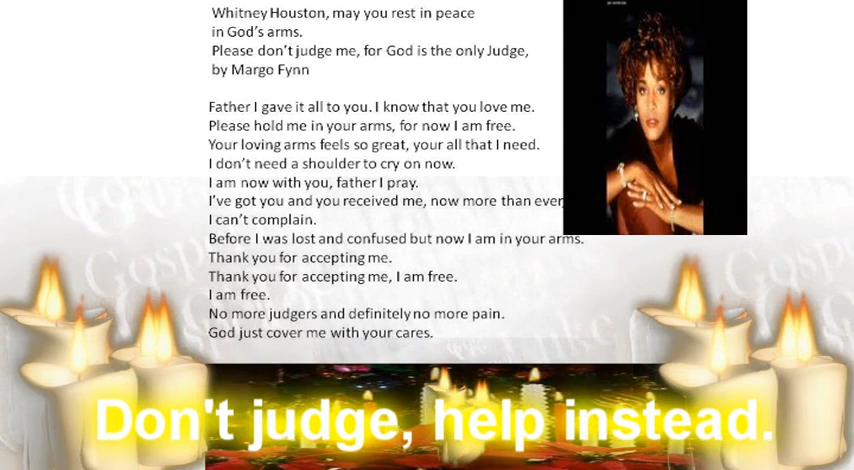 Whitney Houston, may you rest in peace
in God's arms.
Please don't judge me, for God is the only Judge,
by Margo Fynn
Father I gave it all to you. I know that you love me.
Please hold me in your arms, for now I am free.
Your loving arms feels so great, your all that I need.
I don't need a shoulder to cry on now.
I am now with you, father I pray.
I've got you and you received me, now more than every
I can't complain.
Before I was lost and confused but now I am in your arms.
Thank you for accepting me.
Thank you for accepting me, I am free.
I am free.
No more judgers and definitely no more pain.
God just cover me with your cares.
Don't judge, help instead.